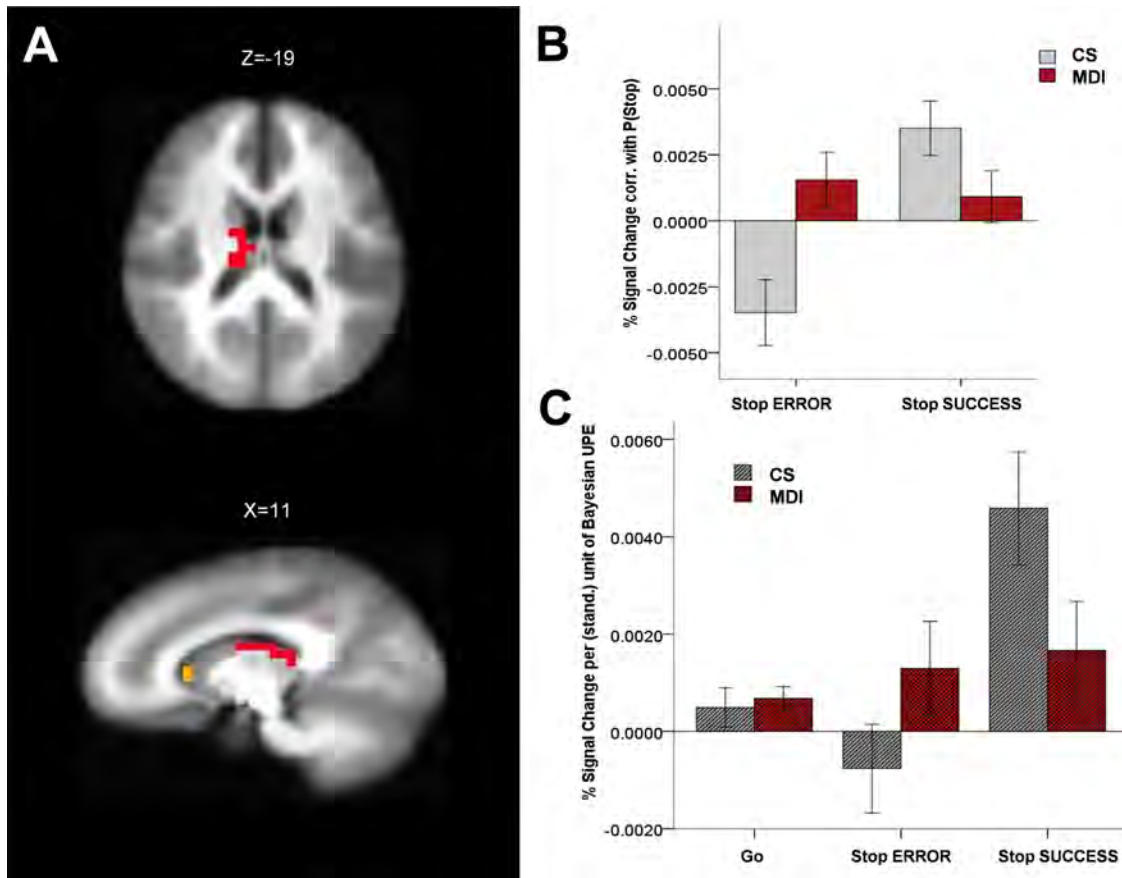 A
Z=-19
X=11
B
CS
MDI
% Signal Change corr. with P(Stop)
0.0050
0.0025
0.0000
-0.0025
-0.0050
Stop ERROR Stop SUCCESS
C
CS
MDI
% Signal Change per (stand.) unit of Bayesian UPE
0.0060
0.0040
0.0020
0.0000
-0.0020
Go Stop ERROR Stop SUCCESS